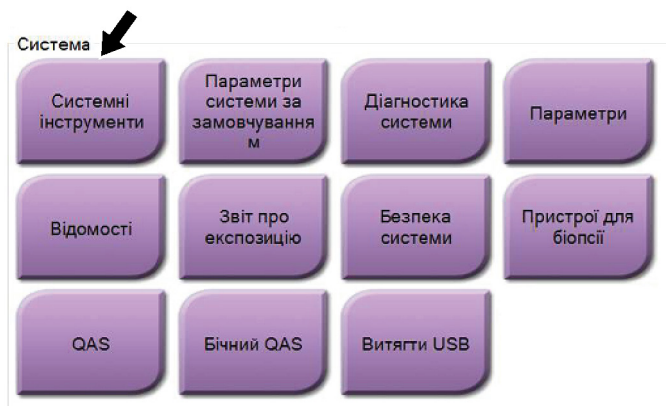 Система
Системні
інструменти
Параметри
системи за
замовчування
м
Діагностика
системи
Параметри
Відомості
Звіт про
експозицію
Безпека
системи
Пристрої для
біопсії
QAS
Бічний QAS
Витягти USB